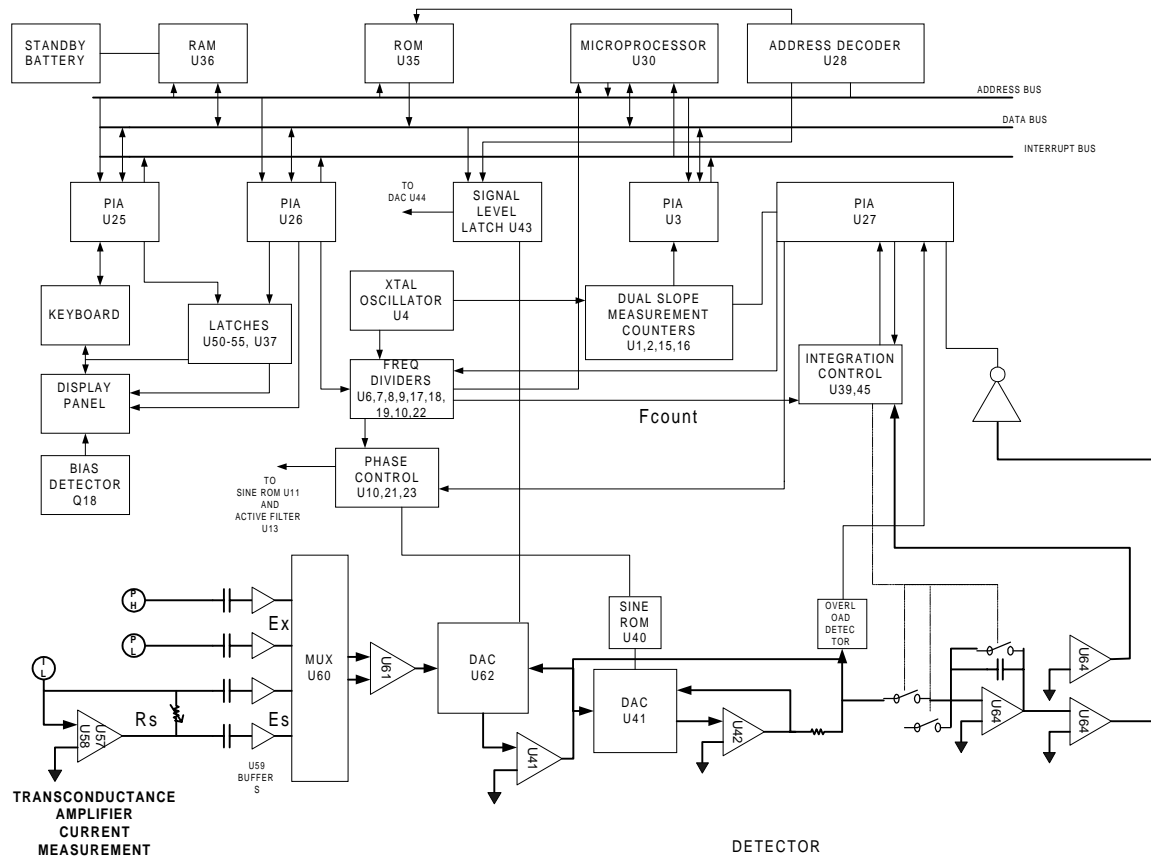 STANDBY
BATTERY
RAM
U36
ROM
U35
MICROPROCESSOR
U30
ADDRESS DECODER
U28
ADDRESS BUS
DATA BUS
INTERRUPT BUS
PIA
U25
PIA
U26
TO
DAC U44
SIGNAL
LEVEL
LATCH U43
PIA
U3
PIA
U27
KEYBOARD
LATCHES
U50-55, U37
XTAL
OSCILLATOR
U4
DUAL SLOPE
MEASUREMENT
COUNTERS
U1,2,15,16
INTEGRATION
CONTROL
U39,45
DISPLAY
PANEL
FREQ
DIVIDERS
U6,7,8,9,17,18,
19,10,22
Fcount
BIAS
DETECTOR
Q18
TO
SINE ROM U11
AND
ACTIVE FILTER
U13
PHASE
CONTROL
U10,21,23
PH
PL
IL
Ex
Rs
Es
U57
U58
U59
BUFFER
S
MUX
U60
U61
DAC
U62
U41
SINE
ROM
U40
DAC
U41
U42
OVERL
OAD
DETEC
TOR
U64
U64
U64
TRANSCONDUCTANCE
AMPLIFIER
CURRENT
MEASUREMENT
DETECTOR